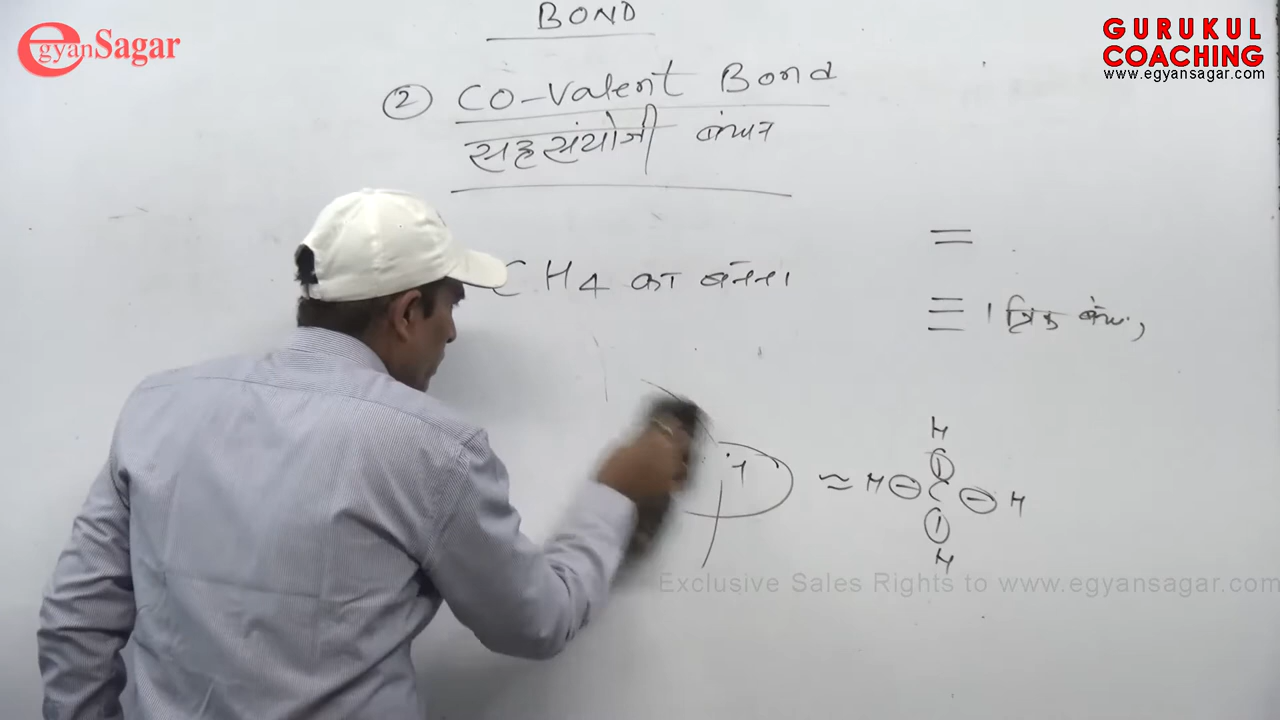 egyanSagar
GURUKUL
COACHING
www.egyansagar.com
BOND
② CO-Valent Bond
सहसंयोजी बंधन
CH4 का बनना
=
≡ । त्रिक बंध,
H
≈ H - C - H
H
Exclusive Sales Rights to www.egyansagar.com